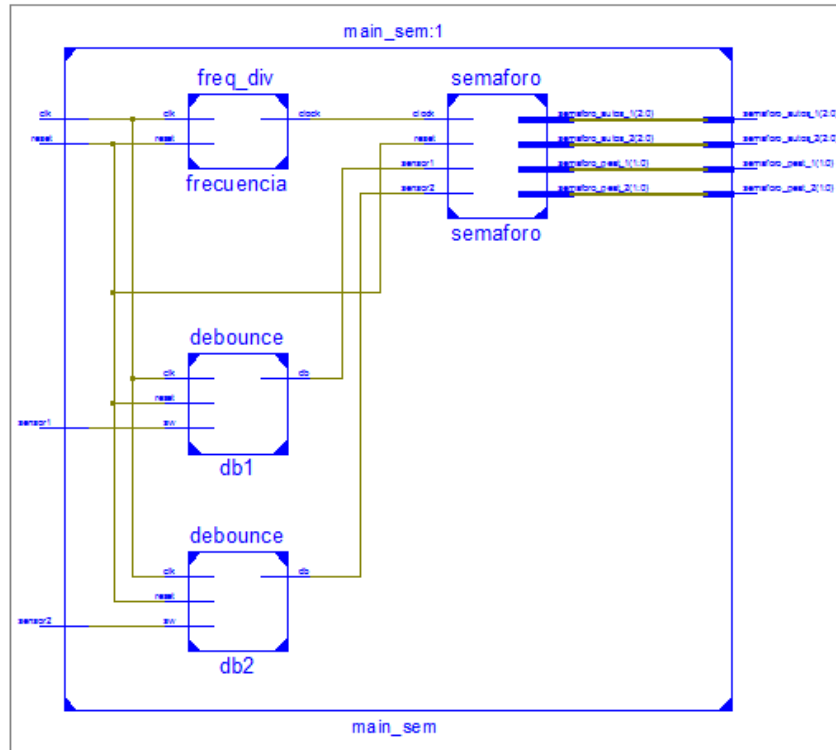 main_sem:1
freq_div
semaforo
clk clk clock clock semaforo_autos_1(2:0) semaforo_autos_1(2:0)
reset reset reset semaforo_autos_2(2:0) semaforo_autos_2(2:0)
sensor1 semaforo_peat_1(1:0) semaforo_peat_1(1:0)
sensor2 semaforo_peat_2(1:0) semaforo_peat_2(1:0)
frecuencia
semaforo
debounce
clk db
reset
sensor1 sw
db1
debounce
clk db
reset
sensor2 sw
db2
main_sem